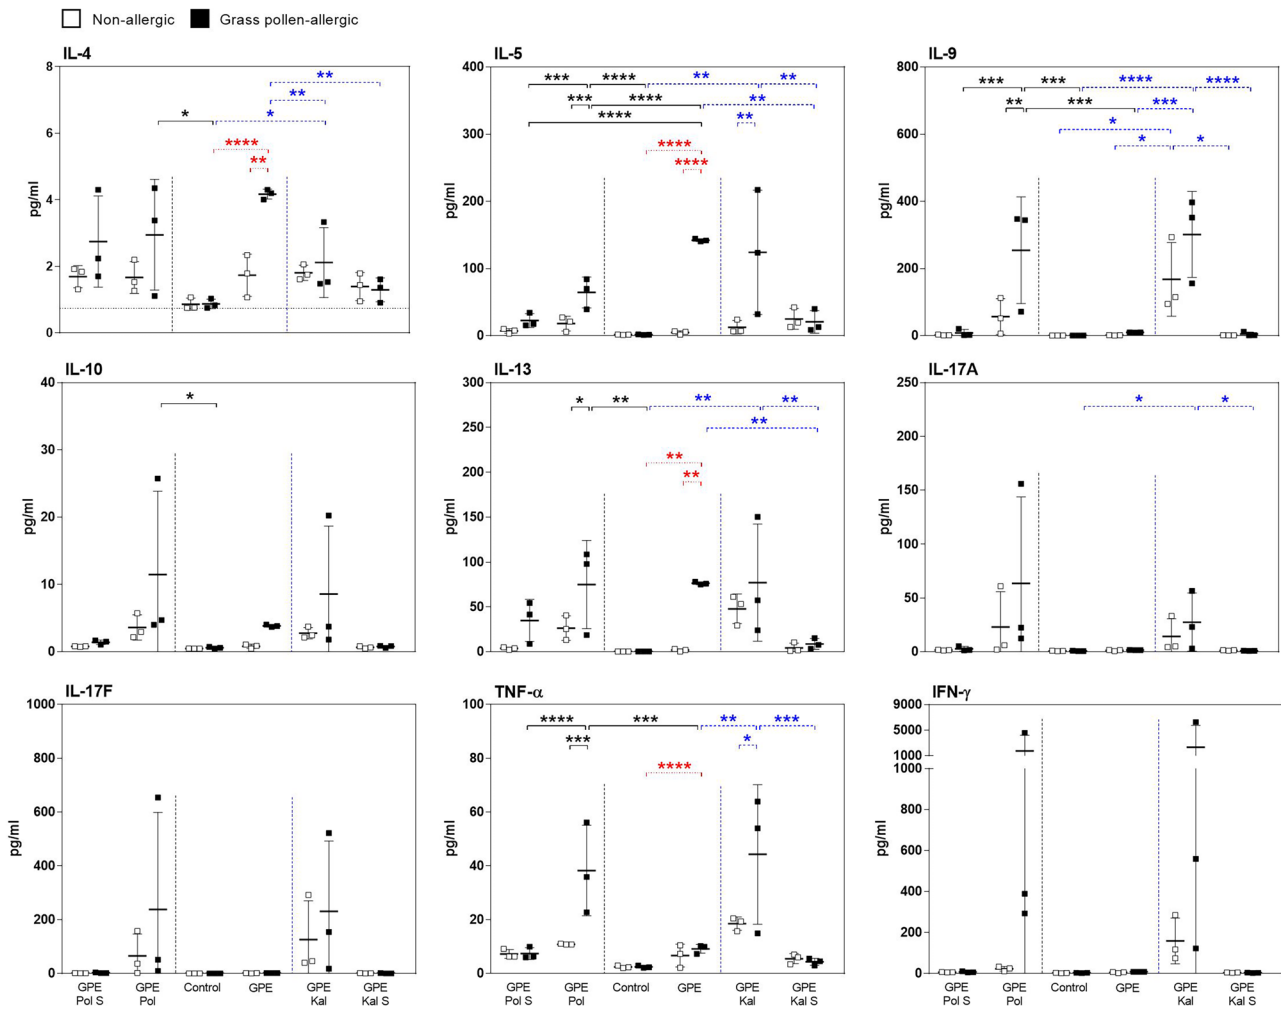 Non-allergic Grass pollen-allergic
IL-4 IL-5 IL-9
8 400 800
** *** **** ** ** *** *** **** ****
** *** **** ** ** *** ***
6 * * **** ** 300 600 *
**** **** * *
** ****
pg/ml pg/ml pg/ml
4 200 400
2 100 200
0 0 0
IL-10 IL-13 IL-17A
40 300 250
* * ** ** ** * *
250 200
30 **
200 **
** 150
pg/ml 20 pg/ml 150 pg/ml
100 100
10 50
50
0 0 0
IL-17F TNF-α IFN-γ
1000 100 9000
**** *** ** *** 5000
*** * 1000
800 80 **** 1000
800
600 60
pg/ml pg/ml pg/ml 600
400 40
400
200 20 200
0 0 0
GPE GPE Control GPE GPE GPE GPE GPE Control GPE GPE GPE GPE GPE Control GPE GPE GPE
Pol S Pol Kal Kal S Pol S Pol Kal Kal S Pol S Pol Kal Kal S